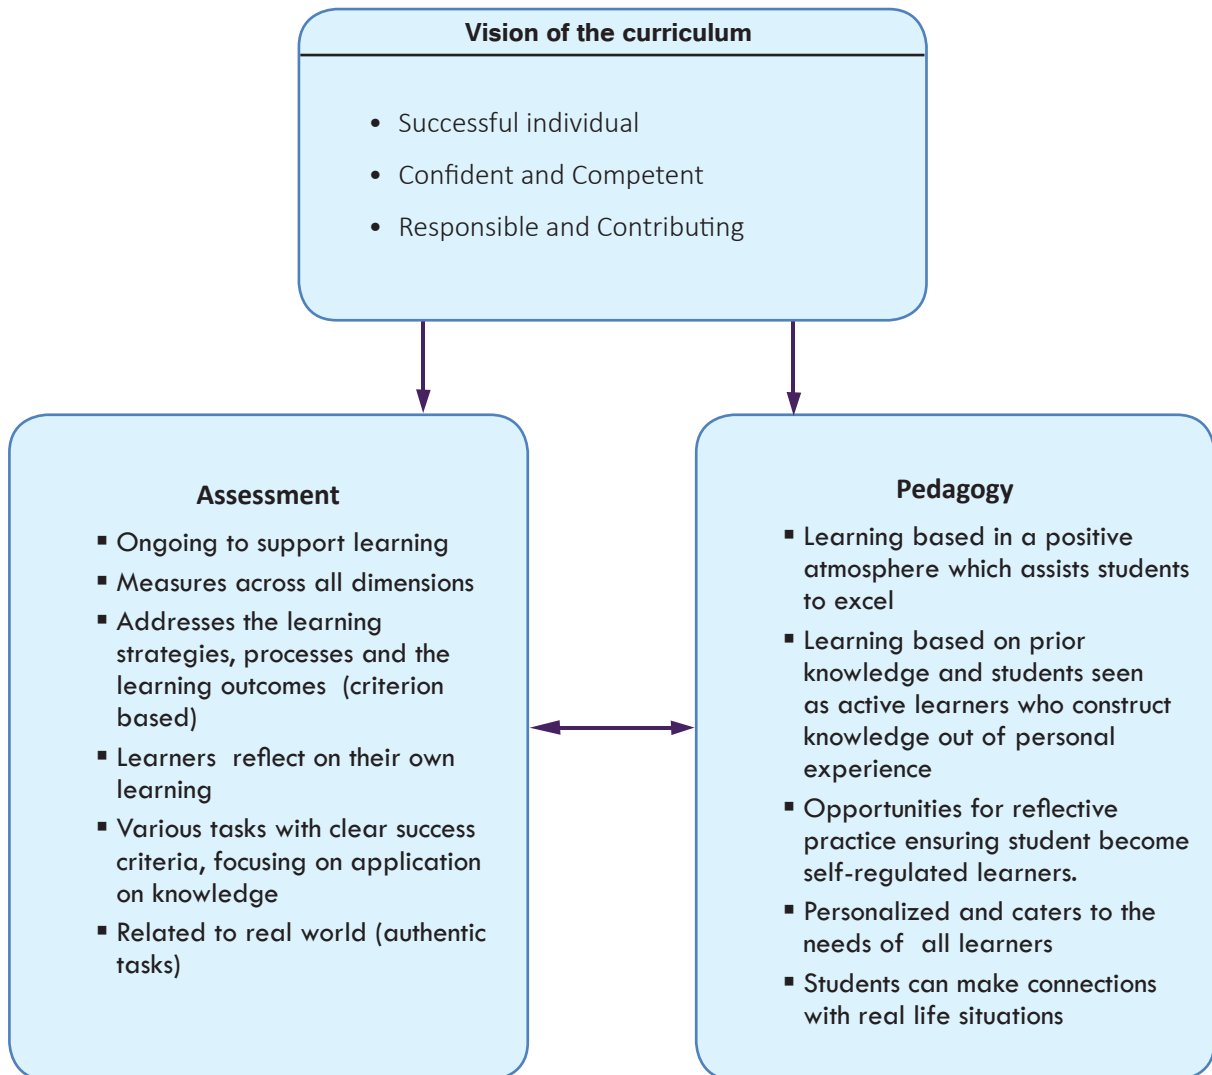 Vision of the curriculum
• Successful individual
• Confident and Competent
• Responsible and Contributing
Assessment
▪ Ongoing to support learning
▪ Measures across all dimensions
▪ Addresses the learning
strategies, processes and the
learning outcomes (criterion
based)
▪ Learners reflect on their own
learning
▪ Various tasks with clear success
criteria, focusing on application
on knowledge
▪ Related to real world (authentic
tasks)
Pedagogy
▪ Learning based in a positive
atmosphere which assists students
to excel
▪ Learning based on prior
knowledge and students seen
as active learners who construct
knowledge out of personal
experience
▪ Opportunities for reflective
practice ensuring student become
self-regulated learners.
▪ Personalized and caters to the
needs of all learners
▪ Students can make connections
with real life situations